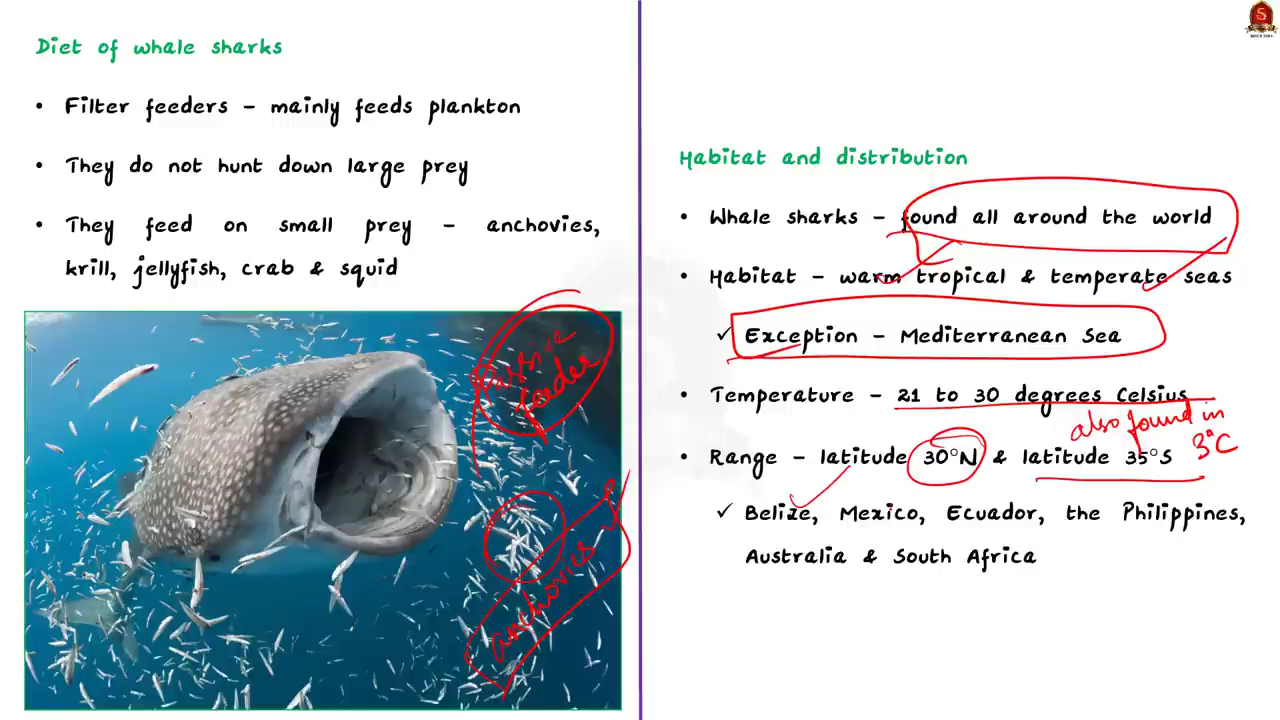 Diet of whale sharks
• Filter feeders – mainly feeds plankton
• They do not hunt down large prey
• They feed on small prey – anchovies,
krill, jellyfish, crab & squid
feeder
anchovies
S
Habitat and distribution
• Whale sharks – found all around the world
• Habitat – warm tropical & temperate seas
✓ Exception – Mediterranean Sea
• Temperature – 21 to 30 degrees Celsius
also found in
3°C
• Range – latitude 30°N & latitude 35°S
✓ Belize, Mexico, Ecuador, the Philippines,
Australia & South Africa